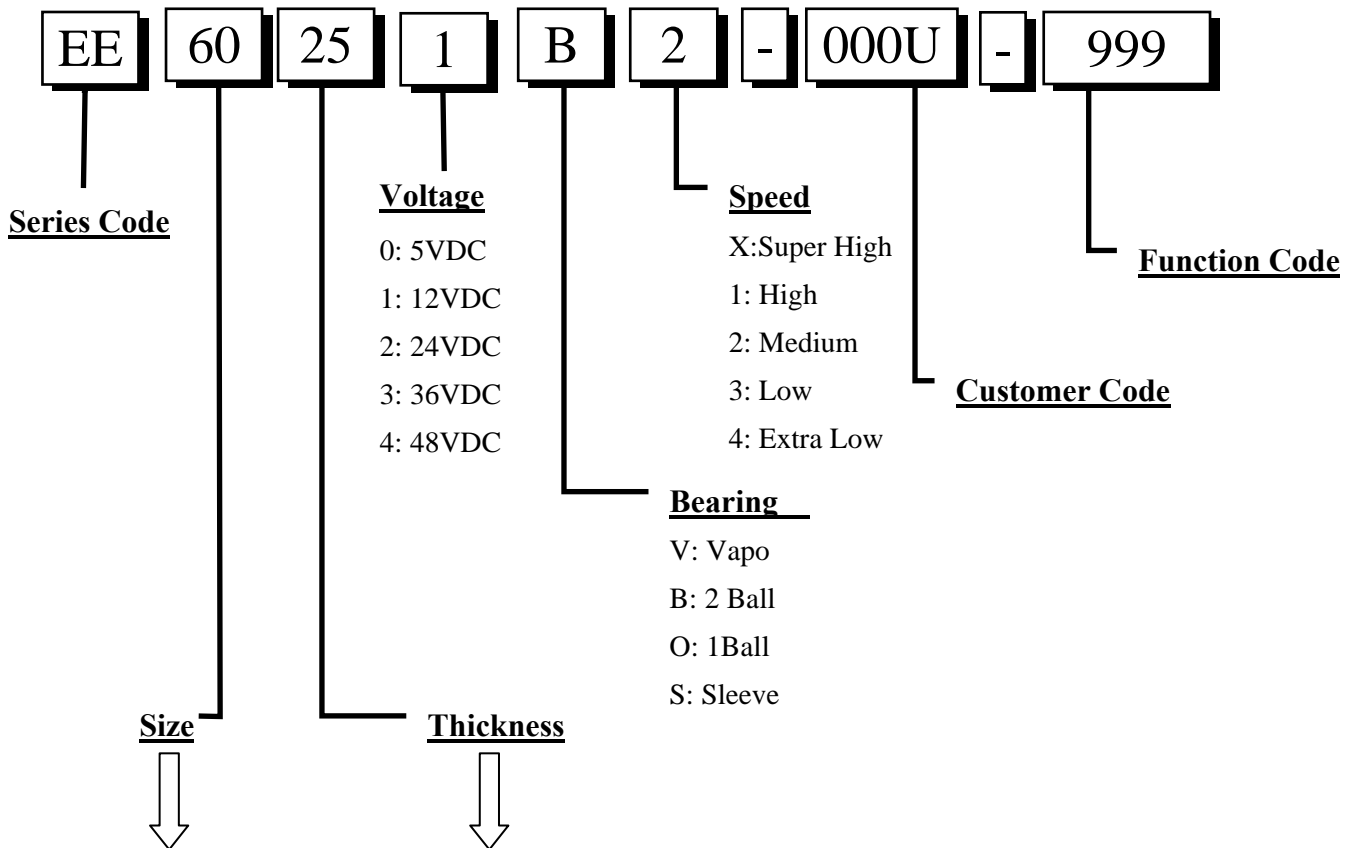 EE 60 25 1 B 2 - 000U - 999
Series Code
Voltage
0: 5VDC
1: 12VDC
2: 24VDC
3: 36VDC
4: 48VDC
Speed
X:Super High
1: High
2: Medium
3: Low
4: Extra Low
Function Code
Customer Code
Bearing
V: Vapo
B: 2 Ball
O: 1Ball
S: Sleeve
Size
Thickness